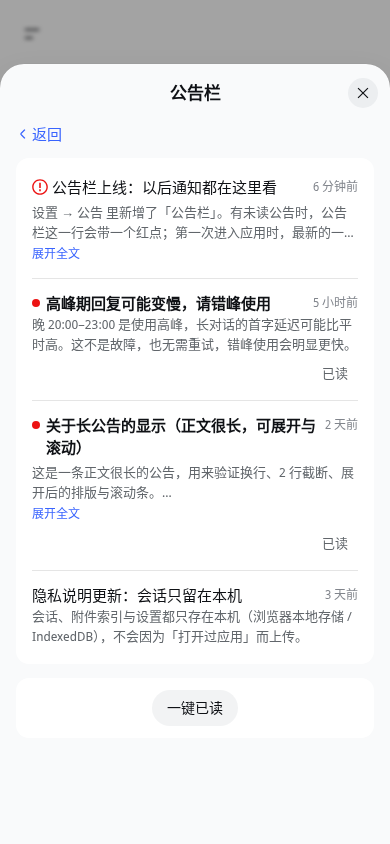 公告栏
返回
公告栏上线：以后通知都在这里看
6 分钟前
设置 → 公告 里新增了「公告栏」。有未读公告时，公告
栏这一行会带一个红点；第一次进入应用时，最新的一...
展开全文
高峰期回复可能变慢，请错峰使用
5 小时前
晚 20:00–23:00 是使用高峰，长对话的首字延迟可能比平
时高。这不是故障，也无需重试，错峰使用会明显更快。
已读
关于长公告的显示（正文很长，可展开与
滚动）
2 天前
这是一条正文很长的公告，用来验证换行、2 行截断、展
开后的排版与滚动条。...
展开全文
已读
隐私说明更新：会话只留在本机
3 天前
会话、附件索引与设置都只存在本机（浏览器本地存储 /
IndexedDB），不会因为「打开过应用」而上传。
一键已读